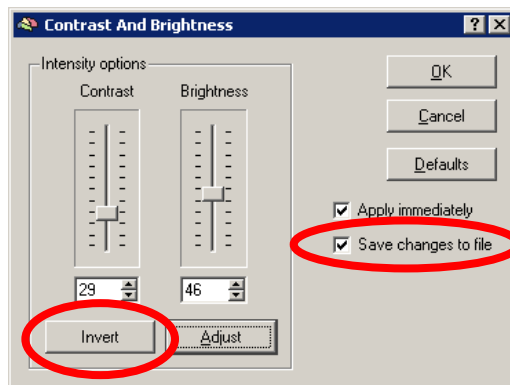 Contrast And Brightness
Intensity options
Contrast Brightness
29 46
Invert Adjust
OK
Cancel
Defaults
Apply immediately
Save changes to file